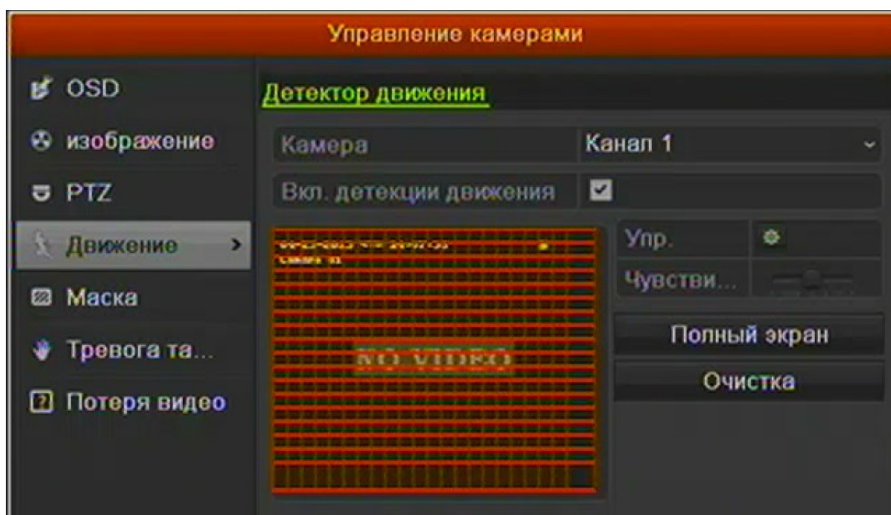 Управление камерами
OSD
изображение
PTZ
Движение
Маска
Тревога та...
Потеря видео
Детектор движения
Камера
Канал 1
Вкл. детекции движения
NO VIDEO
Упр.
Чувстви...
Полный экран
Очистка